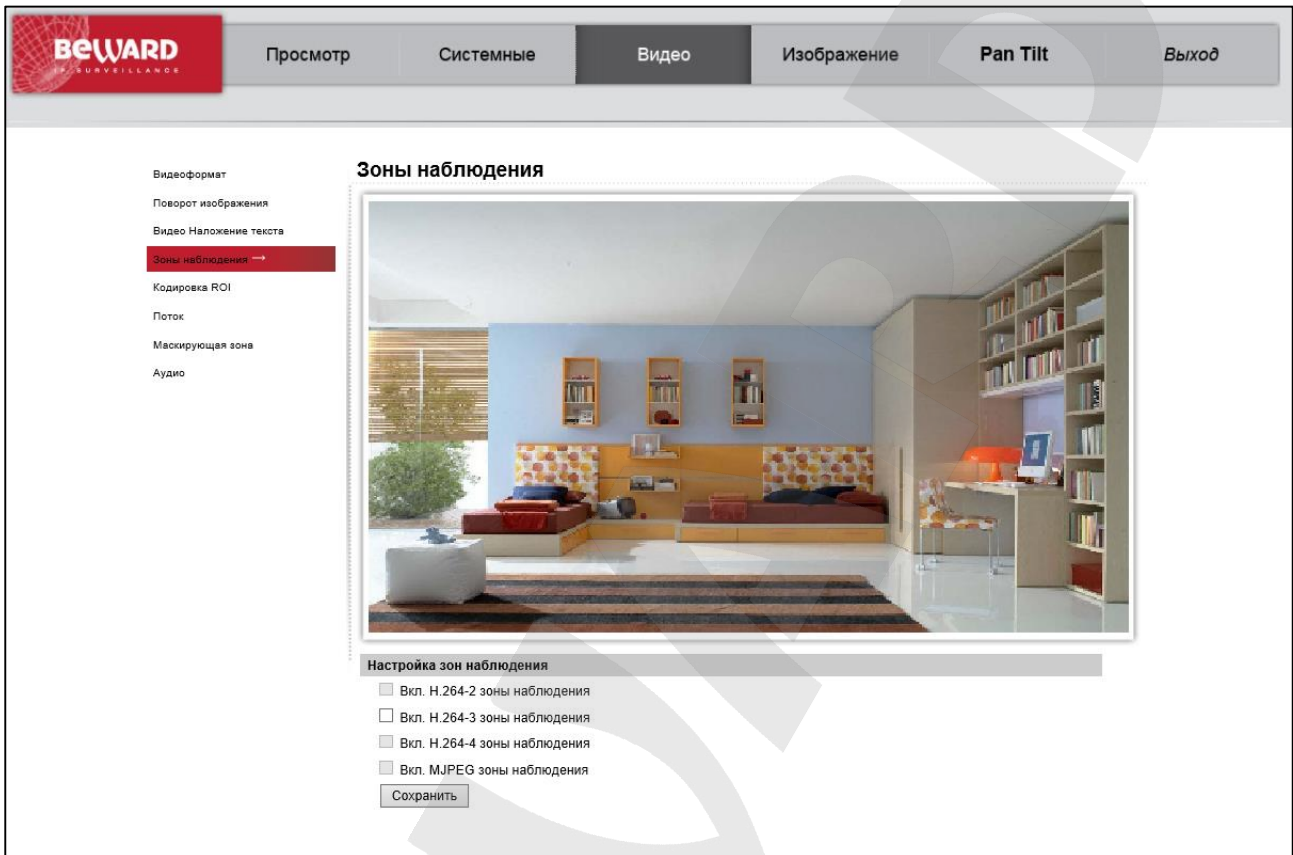 BEWARD
IP SURVEILLANCE
Просмотр
Системные
Видео
Изображение
Pan Tilt
Выход
Видеоформат
Поворот изображения
Видео Наложение текста
Зоны наблюдения →
Кодировка ROI
Поток
Маскирующая зона
Аудио
Зоны наблюдения
Настройка зон наблюдения
Вкл. H.264-2 зоны наблюдения
Вкл. H.264-3 зоны наблюдения
Вкл. H.264-4 зоны наблюдения
Вкл. MJPEG зоны наблюдения
Сохранить